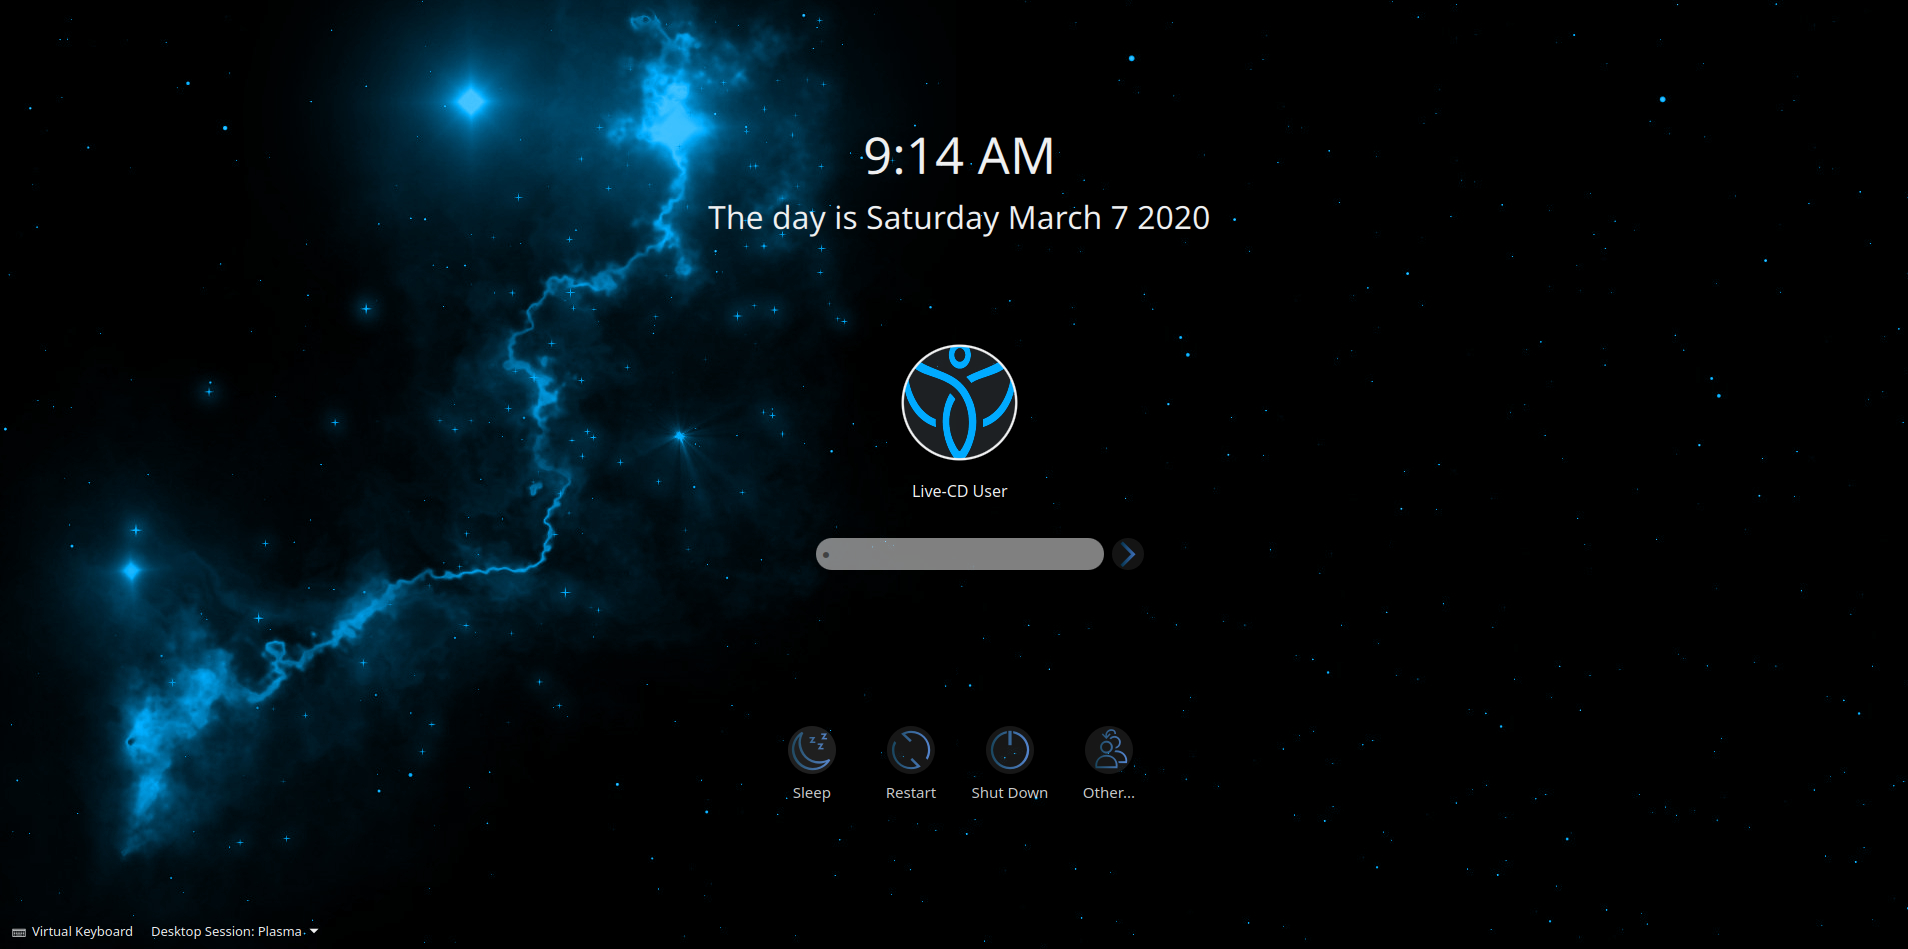 9:14 AM
The day is Saturday March 7 2020
Live-CD User
Sleep
Restart
Shut Down
Other...
Virtual Keyboard
Desktop Session: Plasma